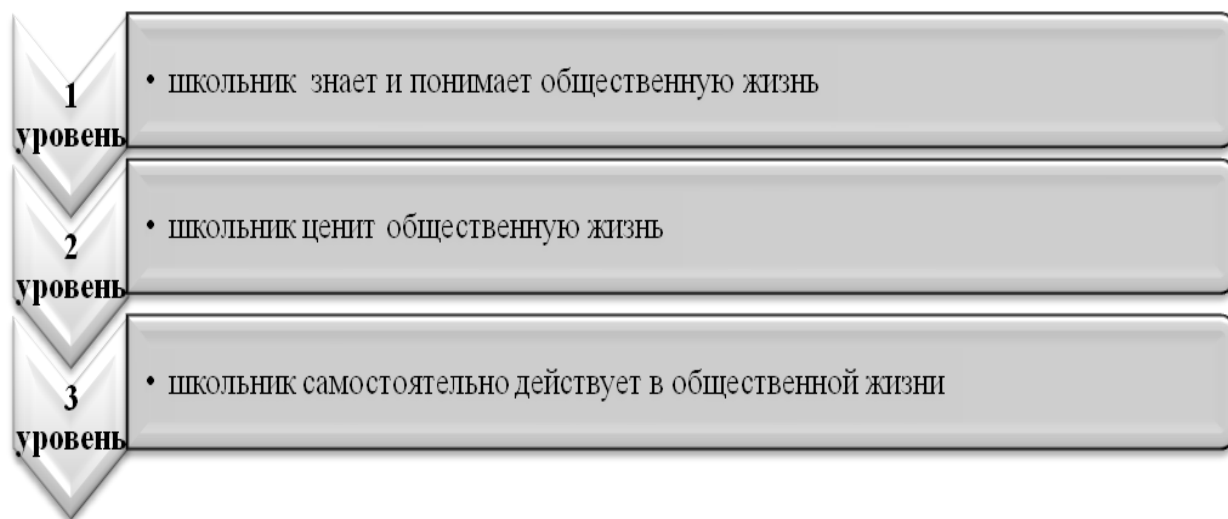 1
уровень
• школьник знает и понимает общественную жизнь
2
уровень
• школьник ценит общественную жизнь
3
уровень
• школьник самостоятельно действует в общественной жизни